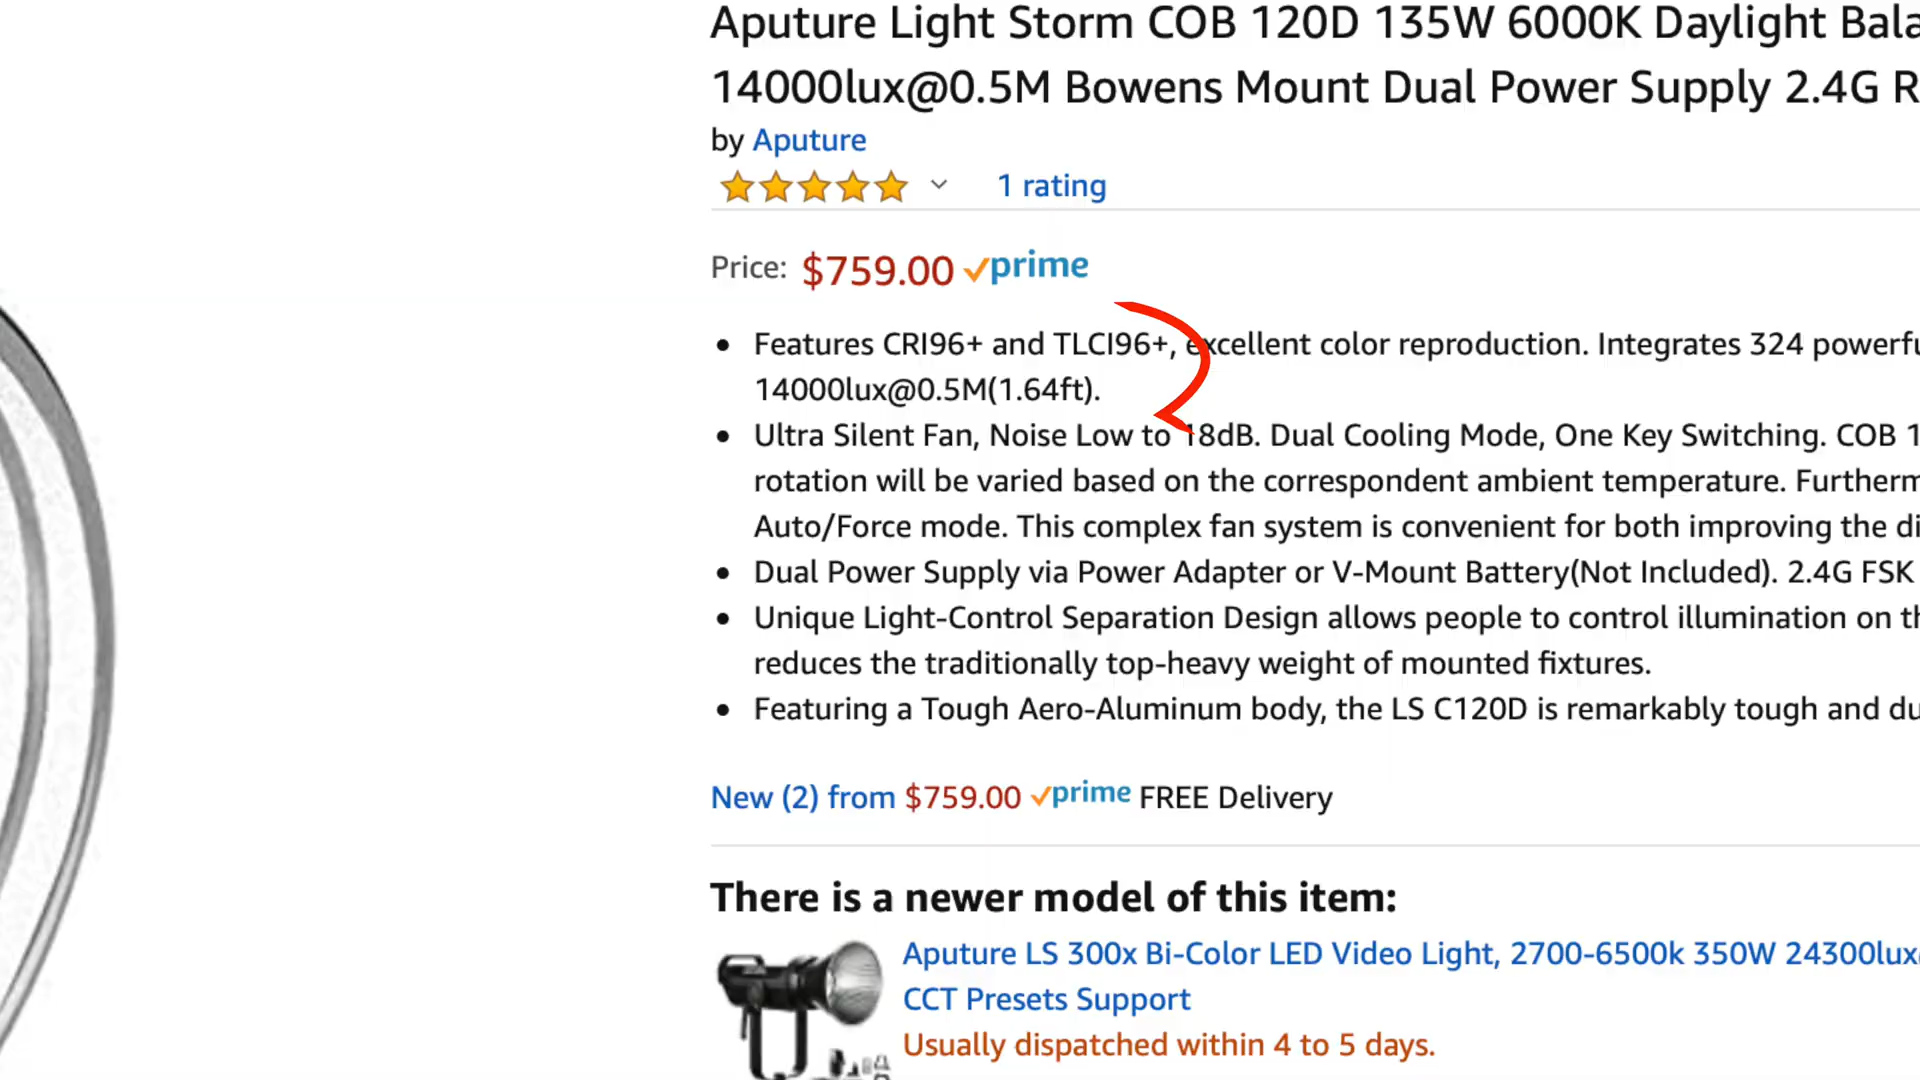 Aputure Light Storm COB 120D 135W 6000K Daylight
14000lux@0.5M Bowens Mount Dual Power Supply 2.4G
by Aputure
1 rating
Price: $759.00 prime
Features CRI96+ and TLCI96+, excellent color reproduction. Integrates 324
14000lux@0.5M(1.64ft).
Ultra Silent Fan, Noise Low to 18dB. Dual Cooling Mode, One Key Switching. COB
rotation will be varied based on the correspondent ambient temperature.
Auto/Force mode. This complex fan system is convenient for both improving the
Dual Power Supply via Power Adapter or V-Mount Battery(Not Included). 2.4G FSK
Unique Light-Control Separation Design allows people to control illumination on
reduces the traditionally top-heavy weight of mounted fixtures.
Featuring a Tough Aero-Aluminum body, the LS C120D is remarkably tough and
New (2) from $759.00 prime FREE Delivery
There is a newer model of this item:
Aputure LS 300x Bi-Color LED Video Light, 2700-6500k 350W 24300lux
CCT Presets Support
Usually dispatched within 4 to 5 days.